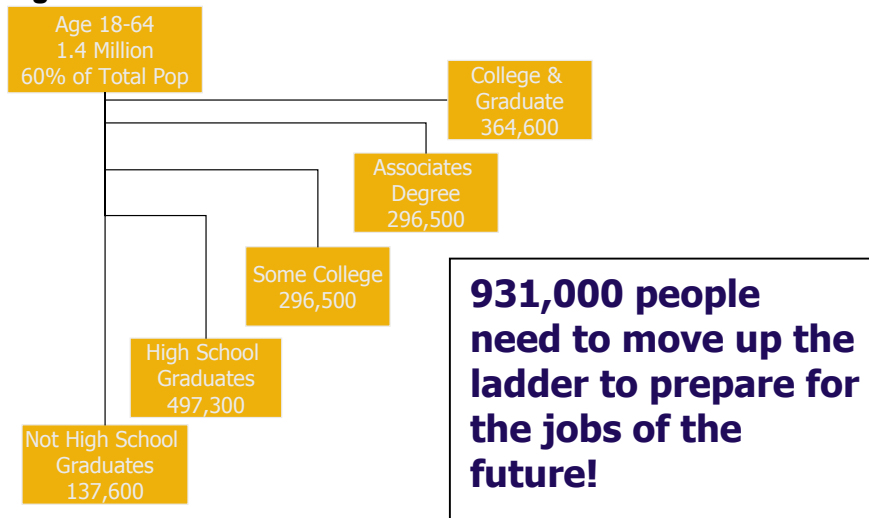 Age 18-64
1.4 Million
60% of Total Pop
College &
Graduate
364,600
Associates
Degree
296,500
Some College
296,500
High School
Graduates
497,300
Not High School
Graduates
137,600
931,000 people
need to move up the
ladder to prepare for
the jobs of the
future!